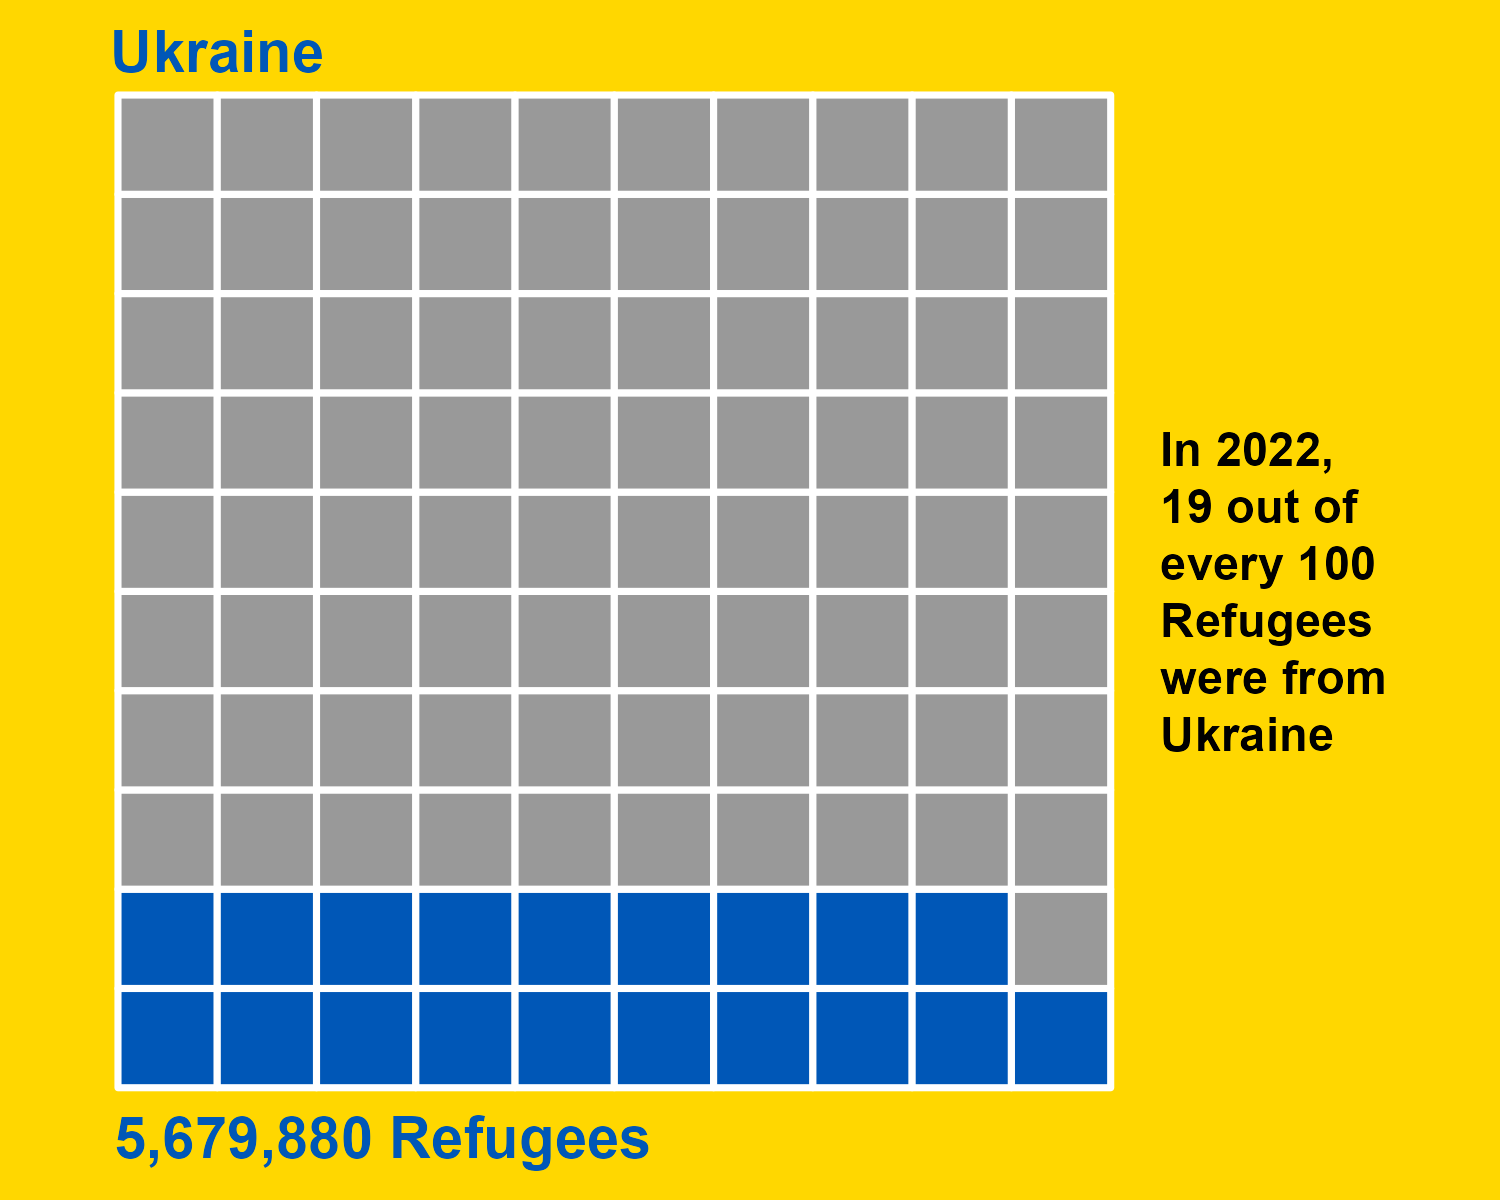 Ukraine
In 2022,
19 out of
every 100
Refugees
were from
Ukraine
5,679,880 Refugees